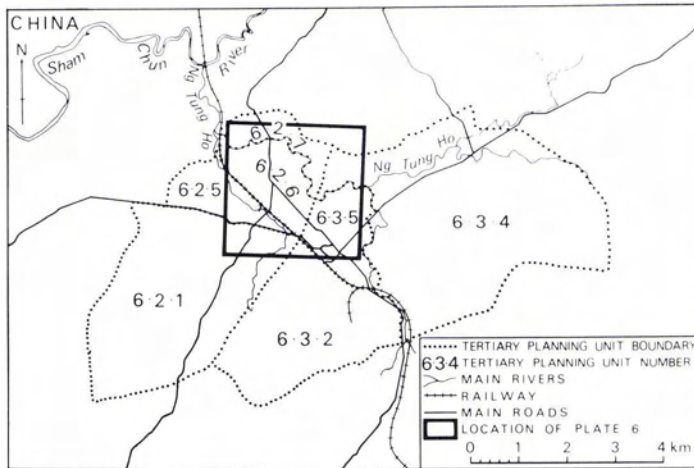 CHINA
N
Sham Chun River
Ng Tung Ho
6·2·7
Ng Tung Ho
6·2·6
6·2·5
6·3·5
6·3·4
6·2·1
6·3·2
TERTIARY PLANNING UNIT BOUNDARY
6·3·4 TERTIARY PLANNING UNIT NUMBER
MAIN RIVERS
RAILWAY
MAIN ROADS
LOCATION OF PLATE 6
0 1 2 3 4 km